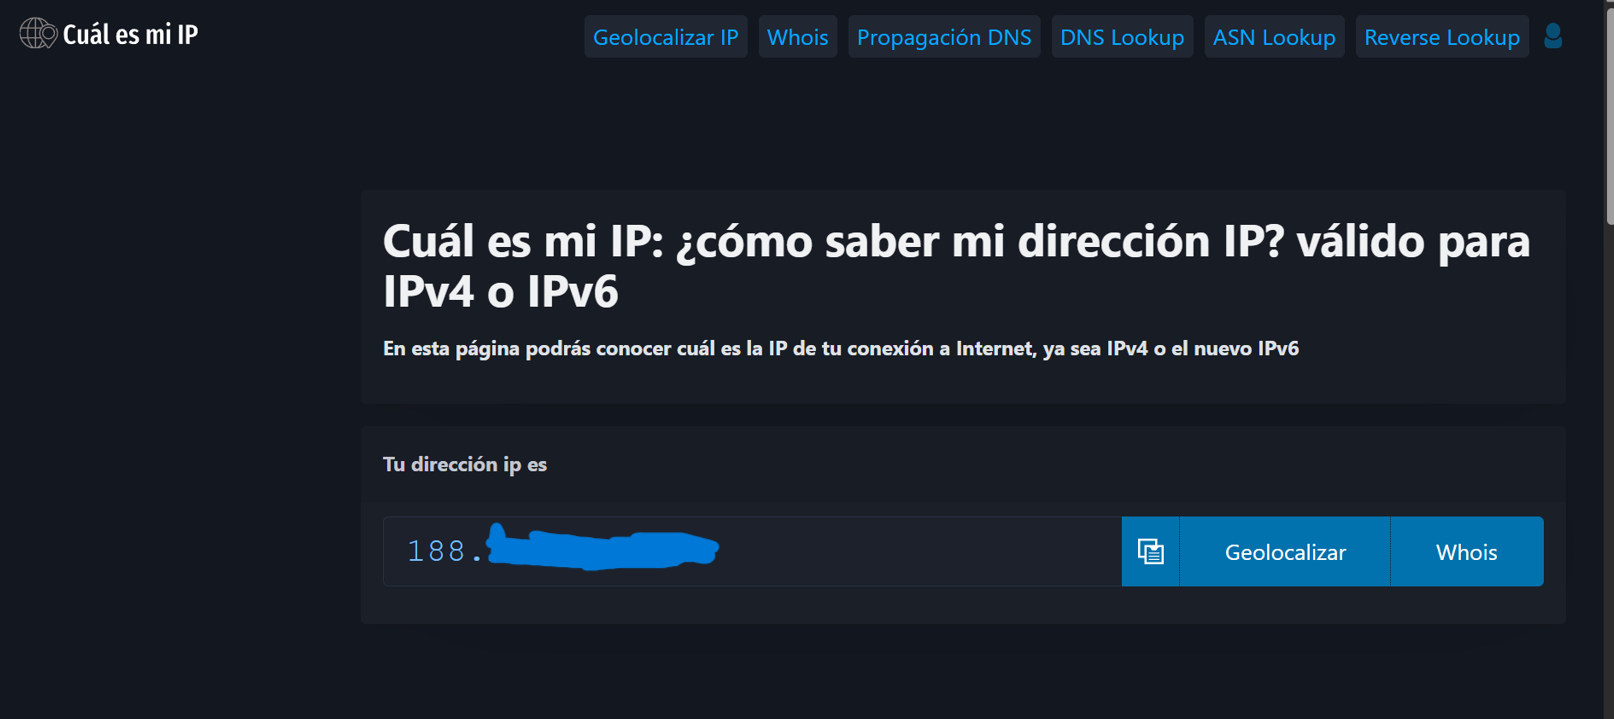 Cuál es mi IP
Geolocalizar IP
Whois
Propagación DNS
DNS Lookup
ASN Lookup
Reverse Lookup
Cuál es mi IP: ¿cómo saber mi dirección IP? válido para
IPv4 o IPv6
En esta página podrás conocer cuál es la IP de tu conexión a Internet, ya sea IPv4 o el nuevo IPv6
Tu dirección ip es
188.
Geolocalizar
Whois